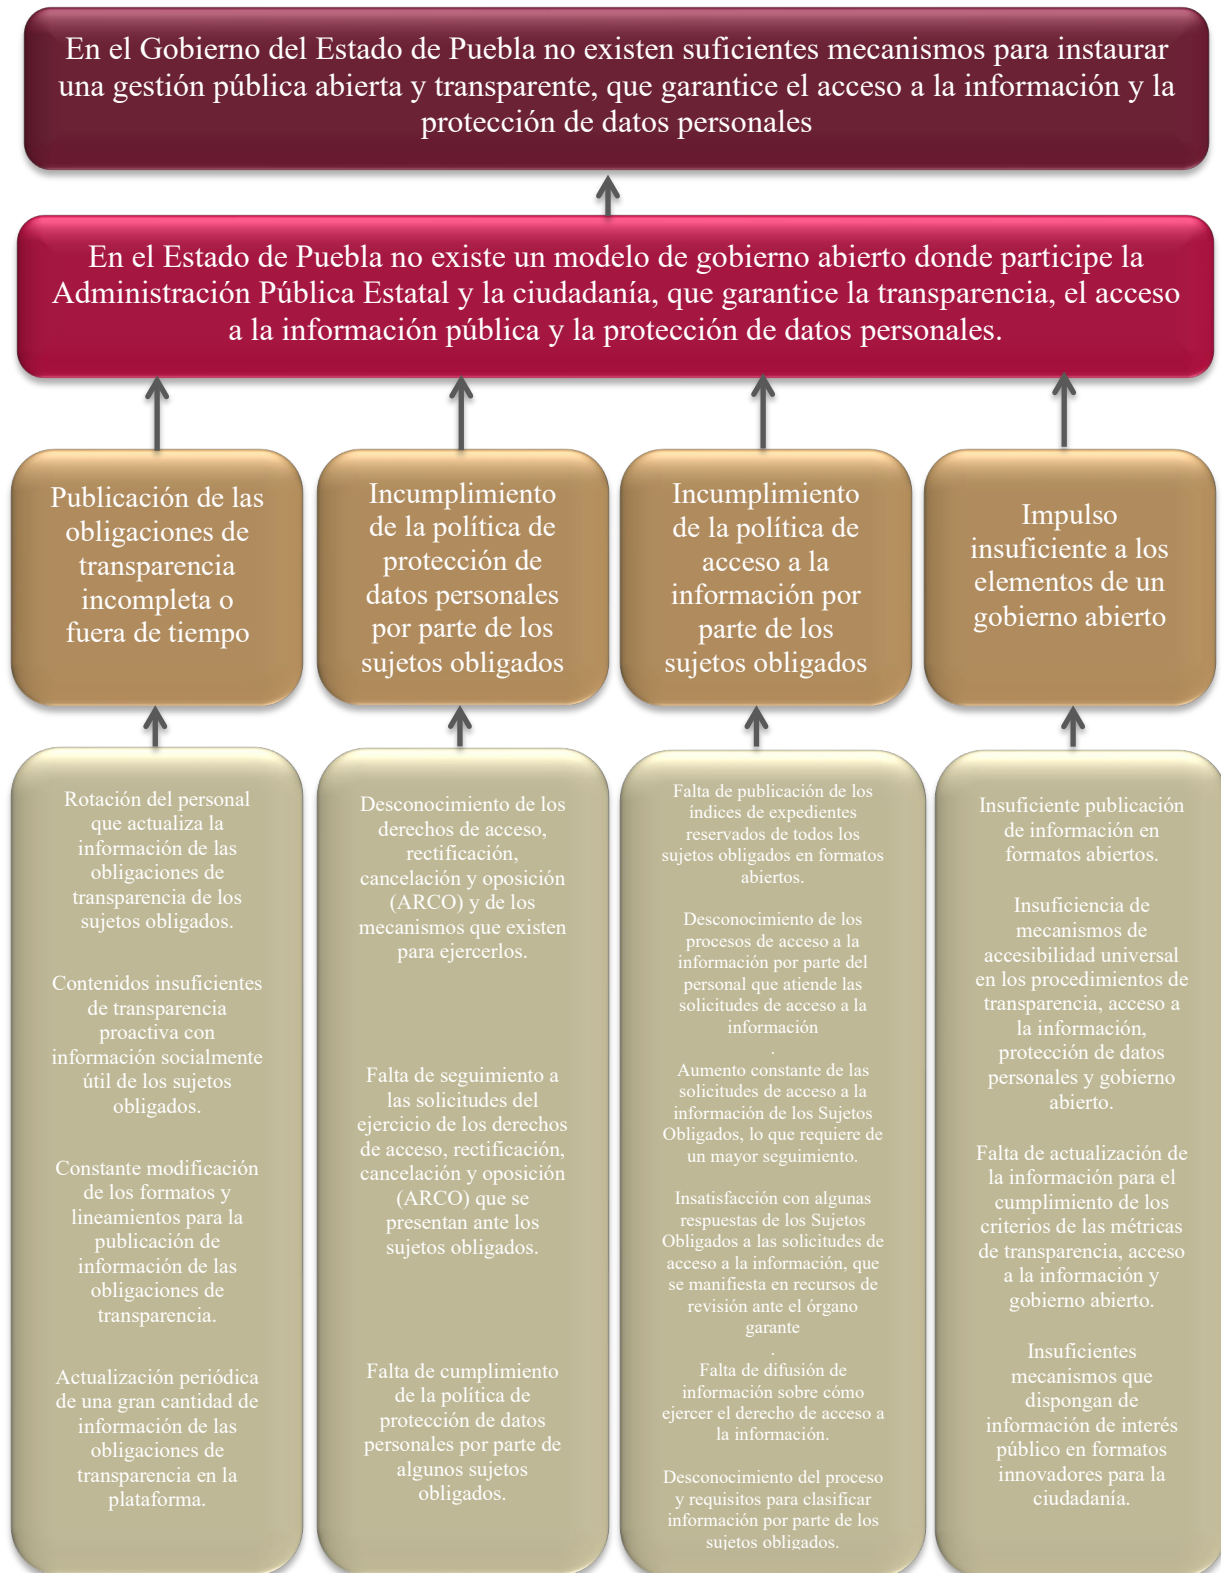 En el Gobierno del Estado de Puebla no existen suficientes mecanismos para instaurar
una gestión pública abierta y transparente, que garantice el acceso a la información y la
protección de datos personales
En el Estado de Puebla no existe un modelo de gobierno abierto donde participe la
Administración Pública Estatal y la ciudadanía, que garantice la transparencia, el acceso
a la información pública y la protección de datos personales.
Publicación de las
obligaciones de
transparencia
incompleta o
fuera de tiempo
Incumplimiento
de la política de
protección de
datos personales
por parte de los
sujetos obligados
Incumplimiento
de la política de
acceso a la
información por
parte de los
sujetos obligados
Impulso
insuficiente a los
elementos de un
gobierno abierto
Rotación del personal
que actualiza la
información de las
obligaciones de
transparencia de los
sujetos obligados.
Contenidos insuficientes
de transparencia
proactiva con
información socialmente
útil de los sujetos
obligados.
Constante modificación
de los formatos y
lineamientos para la
publicación de
información de las
obligaciones de
transparencia.
Actualización periódica
de una gran cantidad de
información de las
obligaciones de
transparencia en la
plataforma.
Desconocimiento de los
derechos de acceso,
rectificación,
cancelación y oposición
(ARCO) y de los
mecanismos que existen
para ejercerlos.
.
Falta de seguimiento a
las solicitudes del
ejercicio de los derechos
de acceso, rectificación,
cancelación y oposición
(ARCO) que se
presentan ante los
sujetos obligados.
Falta de cumplimiento
de la política de
protección de datos
personales por parte de
algunos sujetos
obligados.
Falta de publicación de los
índices de expedientes
reservados de todos los
sujetos obligados en formatos
abiertos.
Desconocimiento de los
procesos de acceso a la
información por parte del
personal que atiende las
solicitudes de acceso a la
información
.
Aumento constante de las
solicitudes de acceso a la
información de los Sujetos
Obligados, lo que requiere de
un mayor seguimiento.
Insatisfacción con algunas
respuestas de los Sujetos
Obligados a las solicitudes de
acceso a la información, que
se manifiesta en recursos de
revisión ante el órgano
garante
.
Falta de difusión de
información sobre cómo
ejercer el derecho de acceso a
la información.
Desconocimiento del proceso
y requisitos para clasificar
información por parte de los
sujetos obligados.
Insuficiente publicación
de información en
formatos abiertos.
Insuficiencia de
mecanismos de
accesibilidad universal
en los procedimientos de
transparencia, acceso a
la información,
protección de datos
personales y gobierno
abierto.
Falta de actualización de
la información para el
cumplimiento de los
criterios de las métricas
de transparencia, acceso
a la información y
gobierno abierto.
Insuficientes
mecanismos que
dispongan de
información de interés
público en formatos
innovadores para la
ciudadanía.